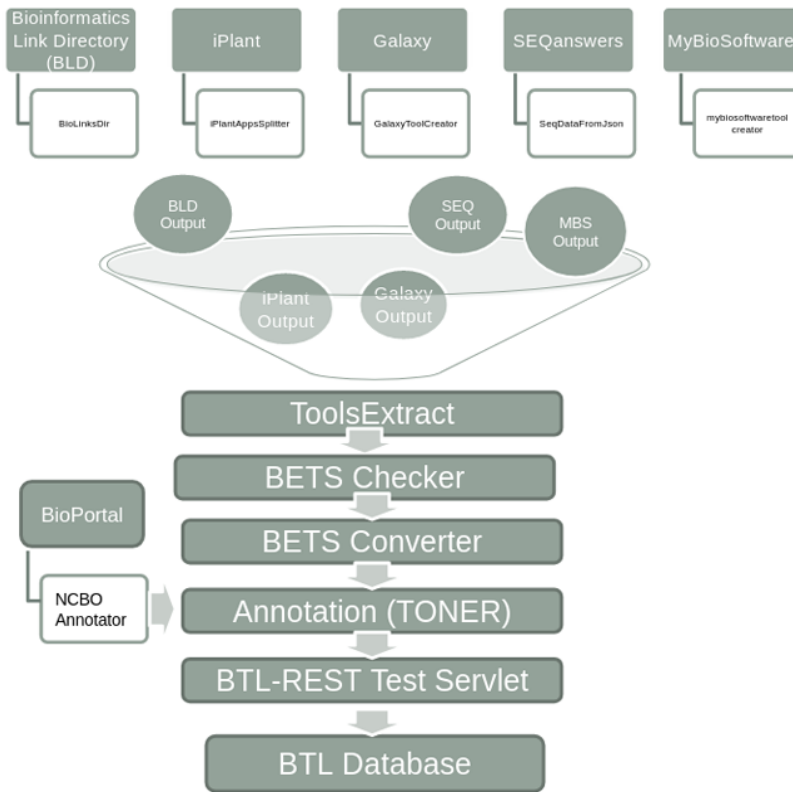 Bioinformatics
Link Directory
(BLD)
iPlant
Galaxy
SEQanswers
MyBioSoftware
BioLinksDir
iPlantAppsSplitter
GalaxyToolCreator
SeqDataFromJson
mybiosoftwaretool
creator
BLD
Output
SEQ
Output
MBS
Output
iPlant
Output
Galaxy
Output
ToolsExtract
BETS Checker
BioPortal
BETS Converter
NCBO
Annotator
Annotation (TONER)
BTL-REST Test Servlet
BTL Database